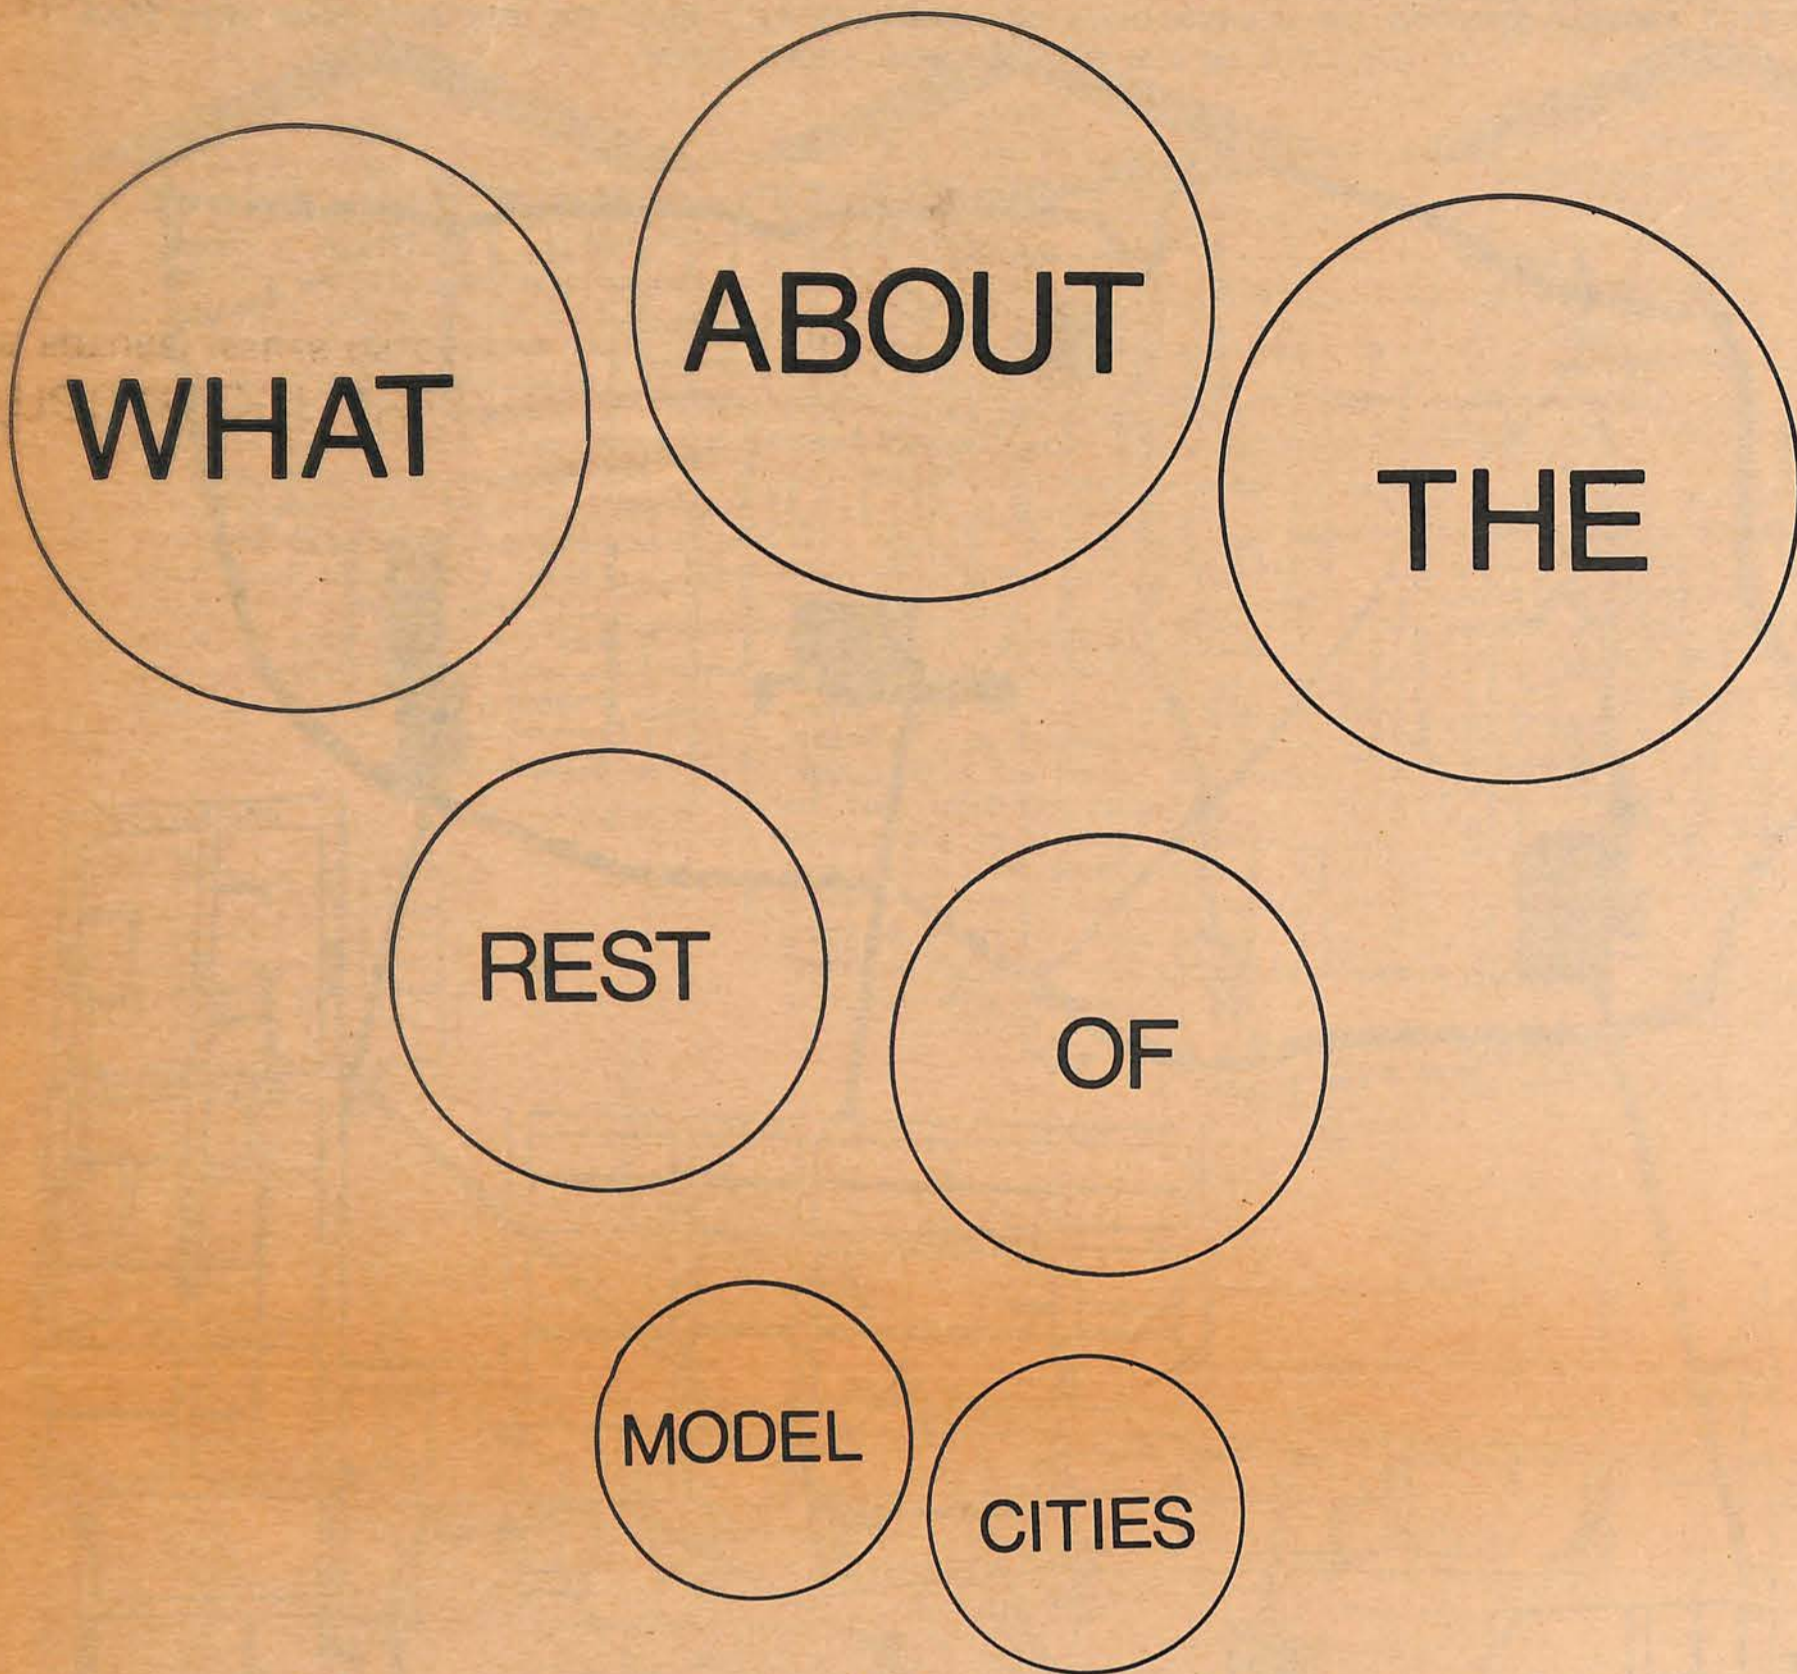 WHAT
ABOUT
THE
REST
OF
MODEL
CITIES